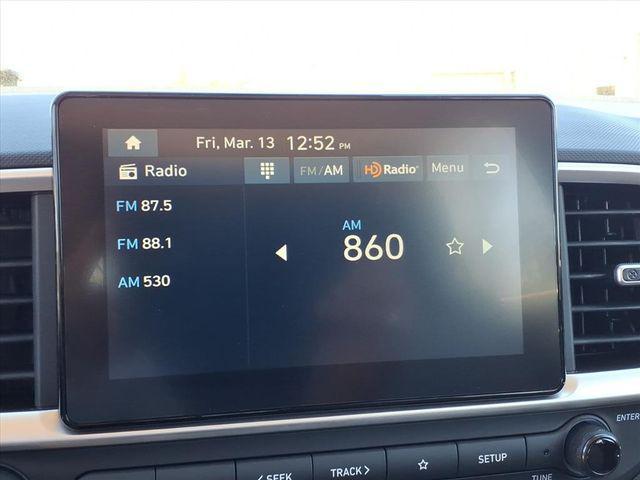 Fri, Mar. 13 12:52 PM
Radio FM/AM HD Radio Menu
FM 87.5
FM 88.1
AM 530
AM
860
ENTER
< SEEK TRACK > SETUP
TUNE